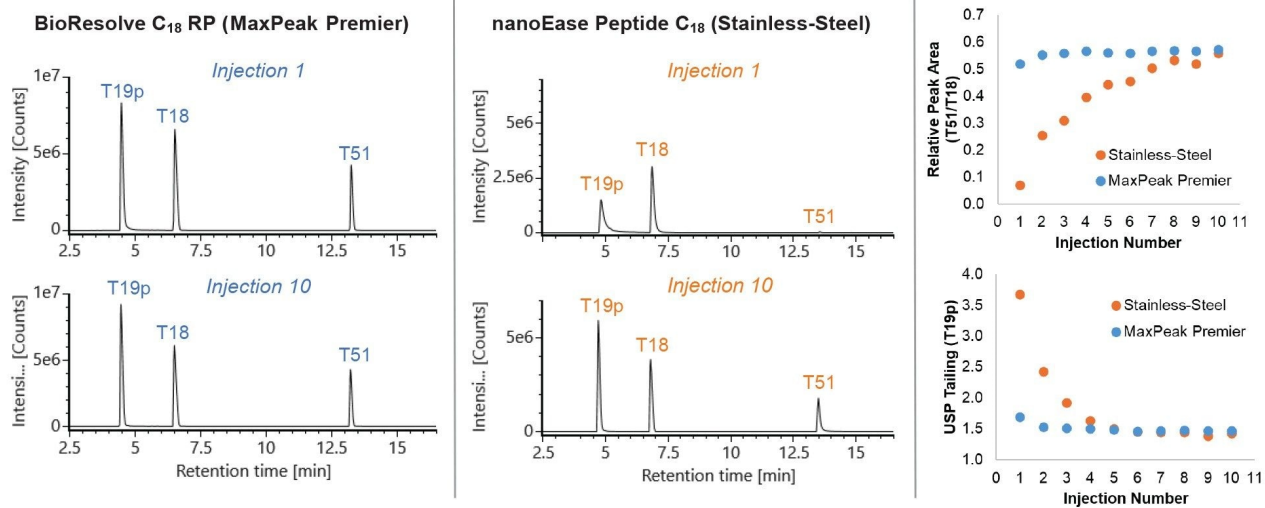 BioResolve C₁₈ RP (MaxPeak Premier)
Injection 1
1e7
5e6
0
Intensity [Counts]
T19p
T18
T51
2.5 5 7.5 10 12.5 15
Injection 10
1e7
5e6
0
Intensi... [Counts]
T19p
T18
T51
2.5 5 7.5 10 12.5 15
Retention time [min]
nanoEase Peptide C₁₈ (Stainless-Steel)
Injection 1
5e6
2.5e6
0
Intensity [Counts]
T19p
T18
T51
2.5 5 7.5 10 12.5 15
Injection 10
5e6
0
Intensi... [Counts]
T19p
T18
T51
2.5 5 7.5 10 12.5 15
Retention time [min]
Relative Peak Area
(T51/T18)
0.7
0.6
0.5
0.4
0.3
0.2
0.1
0.0
Stainless-Steel
MaxPeak Premier
0 1 2 3 4 5 6 7 8 9 10 11
Injection Number
USP Tailing (T19p)
4.0
3.5
3.0
2.5
2.0
1.5
1.0
Stainless-Steel
MaxPeak Premier
0 1 2 3 4 5 6 7 8 9 10 11
Injection Number